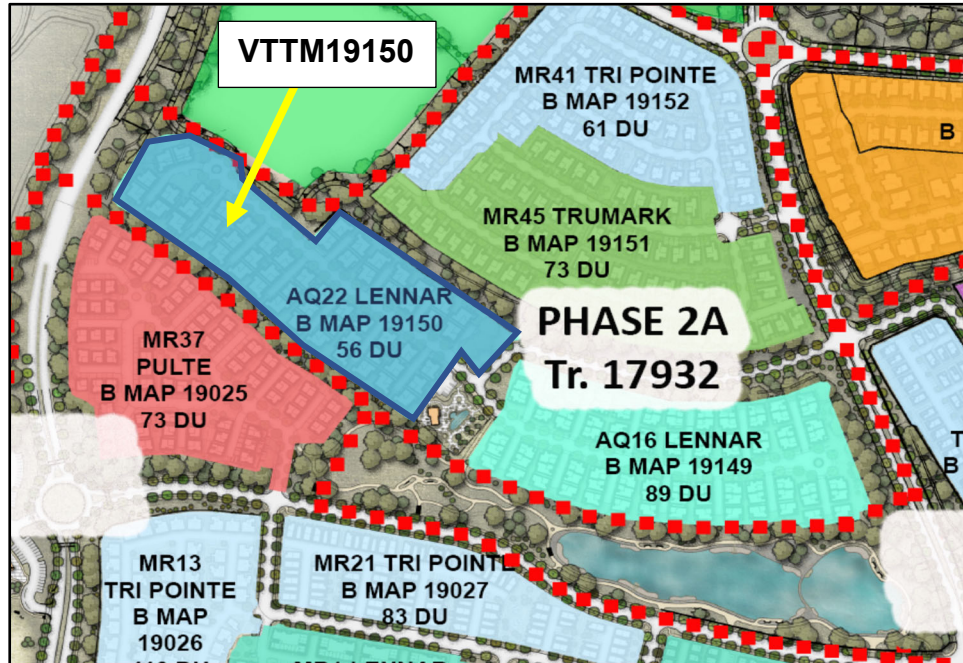 VTTM19150
MR41 TRI POINTE
B MAP 19152
61 DU
B
MR45 TRUMARK
B MAP 19151
73 DU
AQ22 LENNAR
B MAP 19150
56 DU
PHASE 2A
Tr. 17932
MR37
PULTE
B MAP 19025
73 DU
AQ16 LENNAR
B MAP 19149
89 DU
T
B
MR13
TRI POINTE
B MAP
19026
MR21 TRI POINTE
B MAP 19027
83 DU
LENNAR